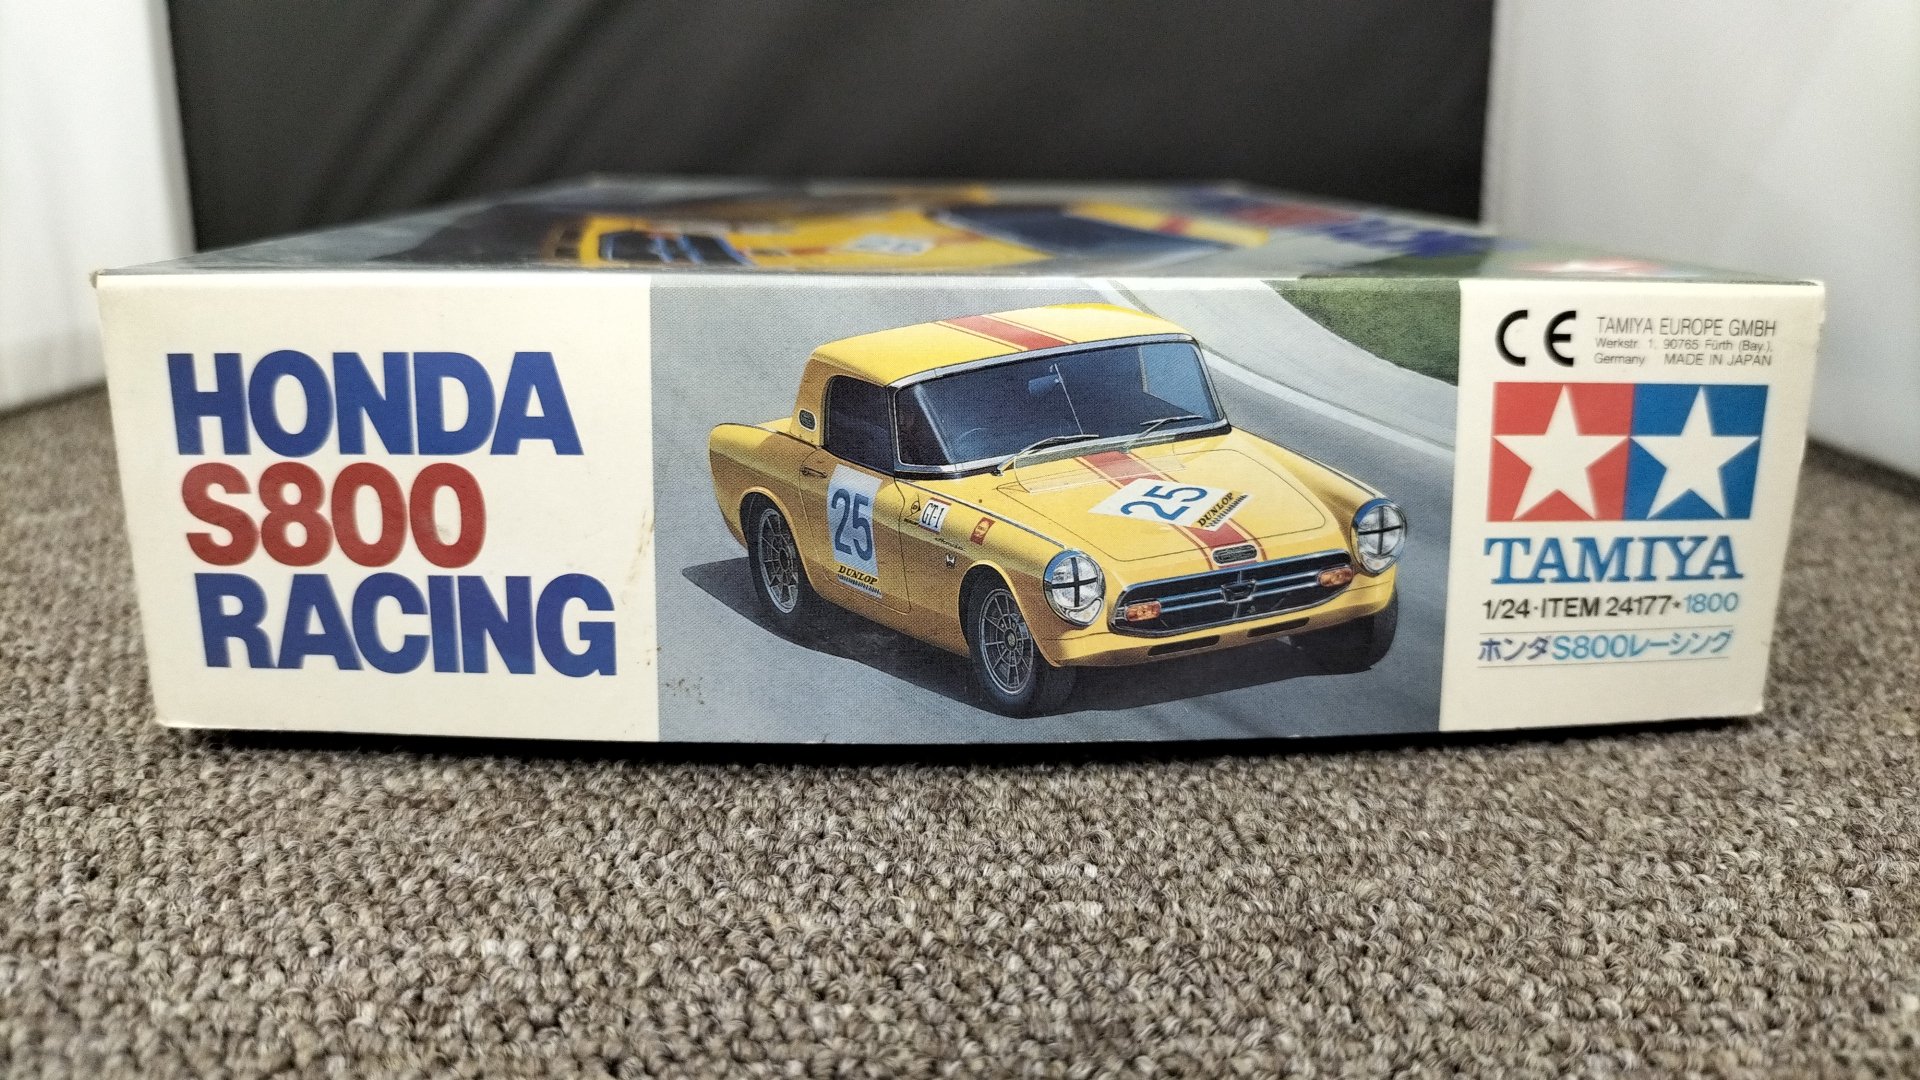 HONDA
S800
RACING
25
DUNLOP
GT-1
25
DUNLOP
CE
TAMIYA EUROPE GMBH
Werkstr. 1, 90765 Fürth (Bay.),
Germany MADE IN JAPAN
TAMIYA
1/24・ITEM 24177★1800
ホンダS800レーシング